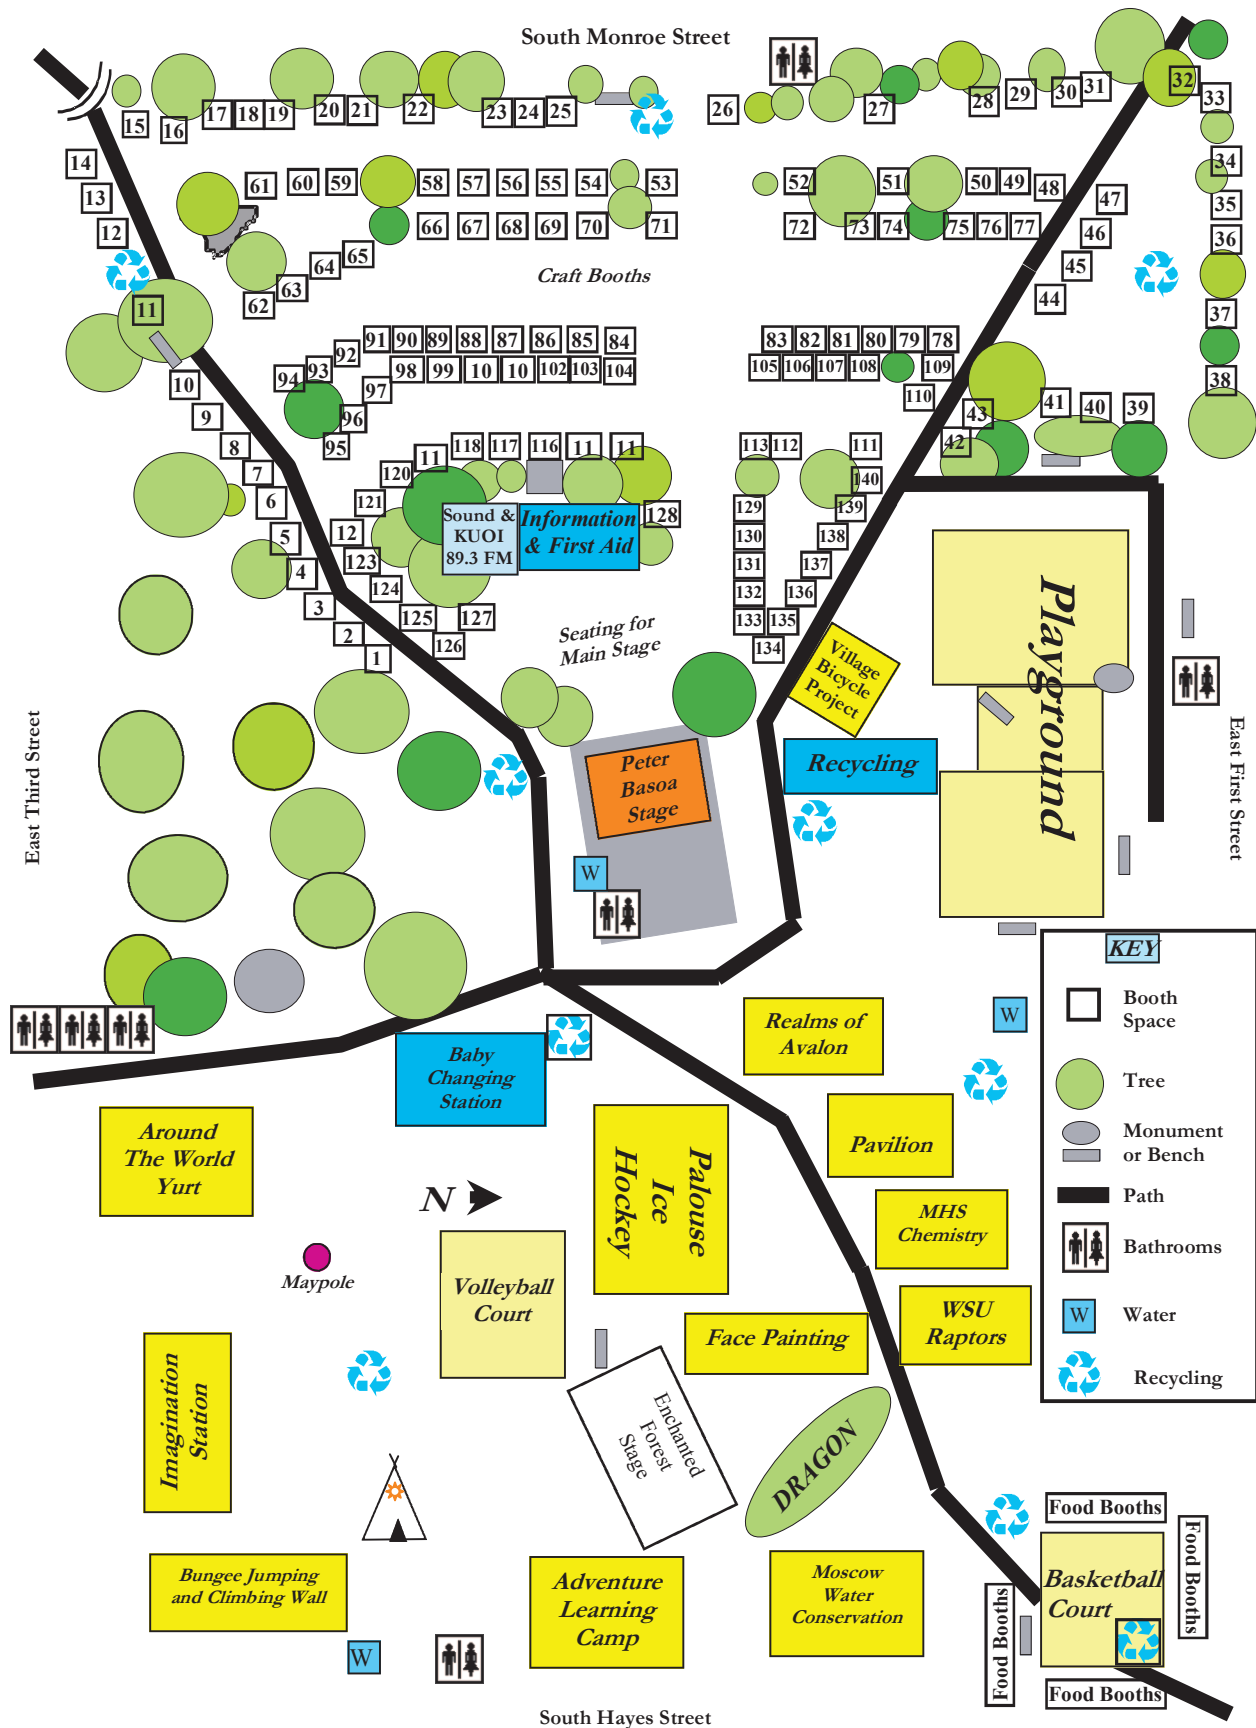 South Monroe Street
15
16
17
18
19
20
21
22
23
24
25
26
27
28
29
30
31
32
33
14
13
12
61
60
59
58
57
56
55
54
53
52
51
50
49
48
47
34
35
36
66
67
68
69
70
71
72
73
74
75
76
77
46
45
44
65
64
63
62
Craft Booths
11
37
38
91
90
89
88
87
86
85
84
83
82
81
80
79
78
92
93
94
97
98
99
10
10
102
103
104
105
106
107
108
109
110
96
95
10
9
8
7
6
5
4
3
2
1
43
42
41
40
39
11
118
117
116
11
11
113
112
111
120
121
12
123
124
125
126
127
128
140
139
138
137
136
135
134
129
130
131
132
133
Sound &
KUOI
89.3 FM
Information
& First Aid
Seating for
Main Stage
Village
Bicycle
Project
Playground
East Third Street
East First Street
Peter
Basoa
Stage
Recycling
W
KEY
Booth
Space
Tree
Monument
or Bench
Path
Bathrooms
W
Water
Recycling
W
Realms of
Avalon
Baby
Changing
Station
Around
The World
Yurt
Palouse
Ice
Hockey
Pavilion
MHS
Chemistry
N
Maypole
Volleyball
Court
WSU
Raptors
Face Painting
Imagination
Station
Enchanted
Forest
Stage
DRAGON
Food Booths
Food Booths
Food Booths
Food Booths
Basketball
Court
Bungee Jumping
and Climbing Wall
Adventure
Learning
Camp
Moscow
Water
Conservation
W
South Hayes Street